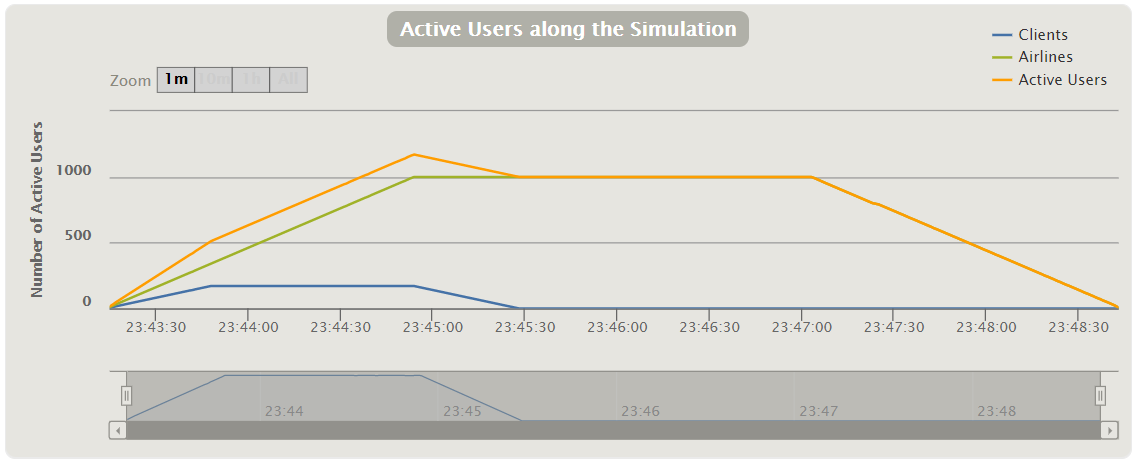 Active Users along the Simulation
Clients
Airlines
Active Users
Zoom 1m 10m 1h All
Number of Active Users
1000
500
0
23:43:30 23:44:00 23:44:30 23:45:00 23:45:30 23:46:00 23:46:30 23:47:00 23:47:30 23:48:00 23:48:30
23:44 23:45 23:46 23:47 23:48